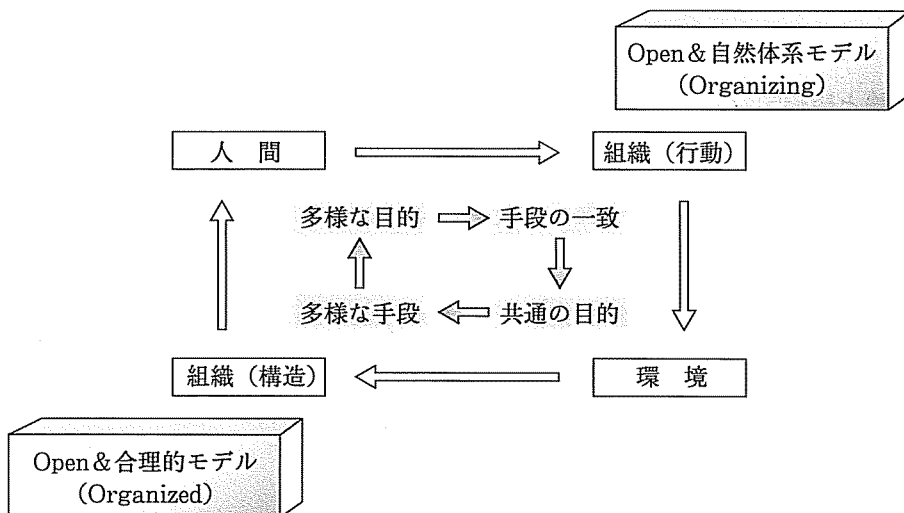 Open＆自然体系モデル
(Organizing)
人　間
組織（行動）
多様な目的
手段の一致
多様な手段
共通の目的
組織（構造）
環　境
Open＆合理的モデル
(Organized)